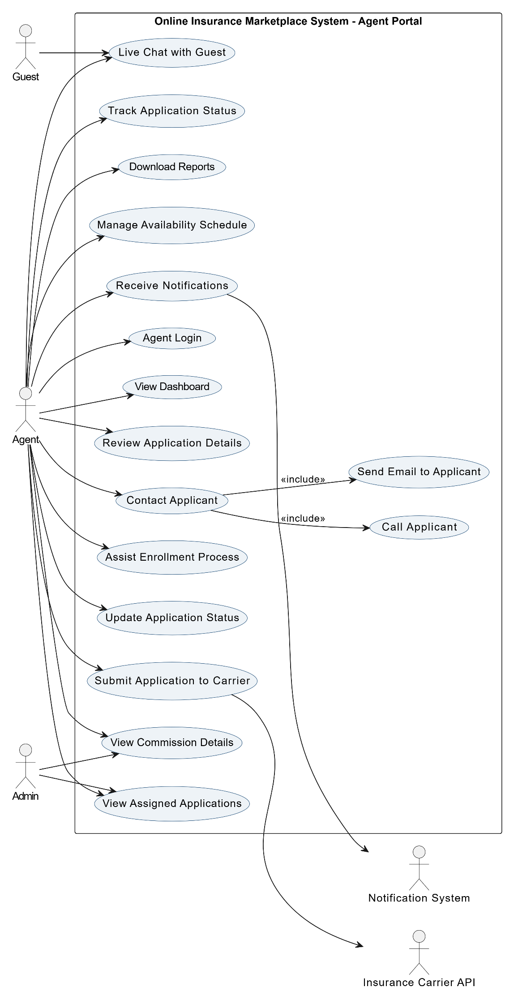 Online Insurance Marketplace System - Agent Portal
Guest
Live Chat with Guest
Track Application Status
Download Reports
Manage Availability Schedule
Receive Notifications
Agent Login
View Dashboard
Agent
Review Application Details
Contact Applicant
«include»
Send Email to Applicant
«include»
Call Applicant
Assist Enrollment Process
Update Application Status
Submit Application to Carrier
View Commission Details
Admin
View Assigned Applications
Notification System
Insurance Carrier API